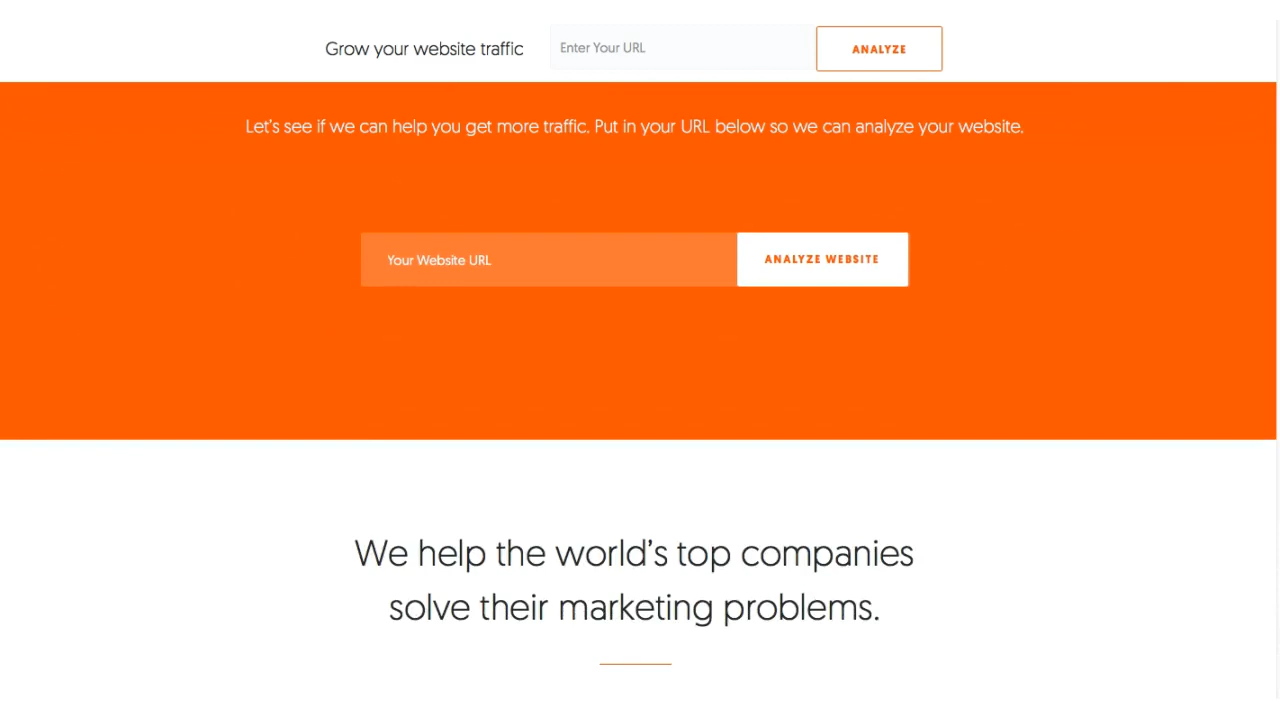 Grow your website traffic
Enter Your URL
ANALYZE
Let's see if we can help you get more traffic. Put in your URL below so we can analyze your website.
Your Website URL
ANALYZE WEBSITE
We help the world's top companies
solve their marketing problems.